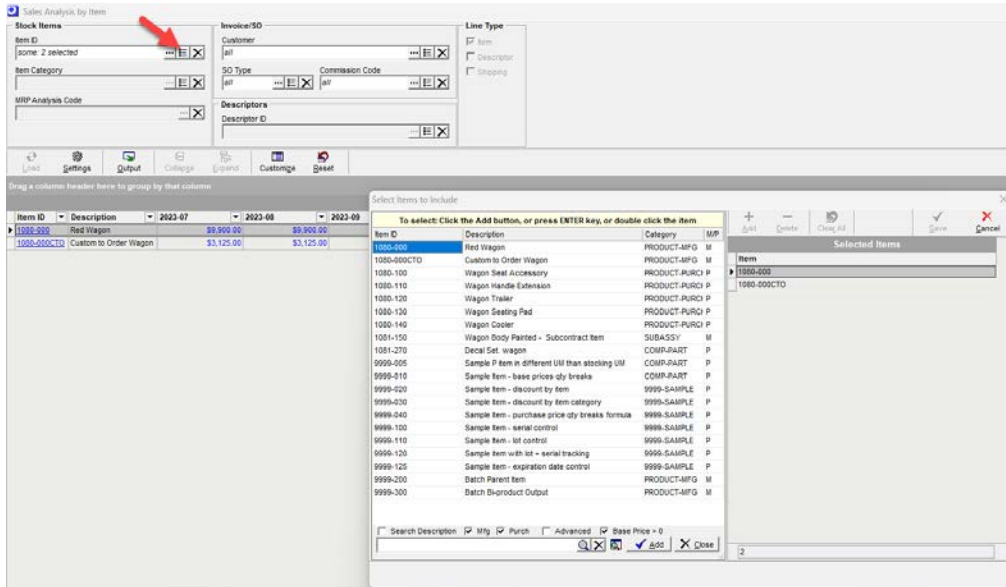 Sales Analysis by Item
Stock Items
Item ID
some: 2 selected
Item Category
MRP Analysis Code
Invoice/SO
Customer
all
SO Type
Commission Code
all
all
Descriptors
Descriptor ID
Line Type
Item
Descriptor
Shipping
Load Settings Output Collapse Expand Customize Reset
Drag a column header here to group by that column
Item ID Description 2023-07 2023-08 2023-09
1080-000 Red Wagon $9,900.00 $9,900.00
1080-000CTO Custom to Order Wagon $3,125.00 $3,125.00
Select Items to Include
To select: Click the Add button, or press ENTER key, or double click the item
Item ID Description Category M/P
1080-000 Red Wagon PRODUCT-MFG M
1080-000CTO Custom to Order Wagon PRODUCT-MFG M
1080-100 Wagon Seat Accessory PRODUCT-PURCH P
1080-110 Wagon Handle Extension PRODUCT-PURCH P
1080-120 Wagon Trailer PRODUCT-PURCH P
1080-130 Wagon Seating Pad PRODUCT-PURCH P
1080-140 Wagon Cooler PRODUCT-PURCH P
1081-150 Wagon Body Painted - Subcontract Item SUBASSY M
1081-270 Decal Set, wagon COMP-PART P
9999-005 Sample P item in different UM than stocking UM COMP-PART P
9999-010 Sample Item - base prices qty breaks COMP-PART P
9999-020 Sample Item - discount by item 9999-SAMPLE P
9999-030 Sample Item - discount by item category 9999-SAMPLE P
9999-040 Sample Item - purchase price qty breaks formula 9999-SAMPLE P
9999-100 Sample Item - serial control 9999-SAMPLE P
9999-110 Sample Item - lot control 9999-SAMPLE P
9999-120 Sample Item with lot + serial tracking 9999-SAMPLE P
9999-125 Sample Item - expiration date control 9999-SAMPLE P
9999-200 Batch Parent Item PRODUCT-MFG M
9999-300 Batch Bi-product Output PRODUCT-MFG M
Search Description Mfg Purch Advanced Base Price > 0
Add Close
Add Delete Clear All Save Cancel
Selected Items
Item
1080-000
1080-000CTO
2